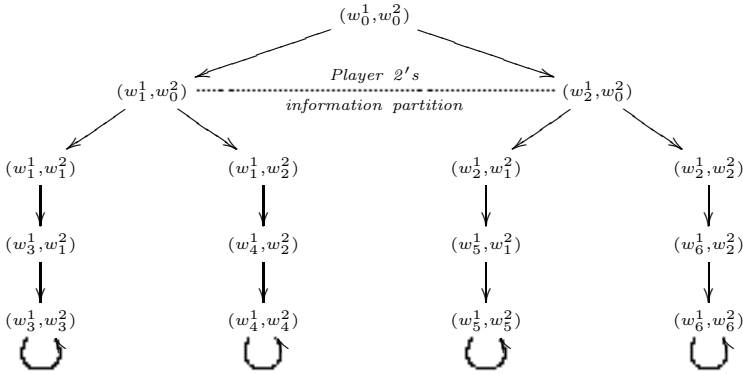 (w_0^1,w_0^2)
Player 2's
(w_1^1,w_0^2) (w_2^1,w_0^2)
information partition
(w_1^1,w_1^2) (w_1^1,w_2^2) (w_2^1,w_1^2) (w_2^1,w_2^2)
(w_3^1,w_1^2) (w_4^1,w_2^2) (w_5^1,w_1^2) (w_6^1,w_2^2)
(w_3^1,w_3^2) (w_4^1,w_4^2) (w_5^1,w_5^2) (w_6^1,w_6^2)